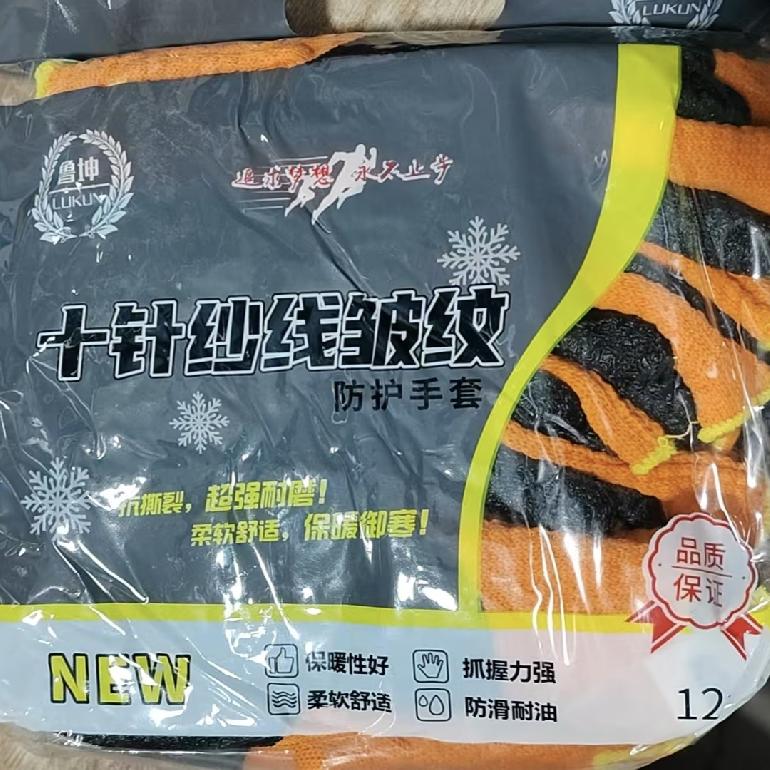 LUKUN
鲁坤
LUKUN
追求梦想 永不止步
十针纱线皱纹
防护手套
抗撕裂，超强耐磨！
柔软舒适，保暖御寒！
品质
保证
NEW
保暖性好
抓握力强
柔软舒适
防滑耐油
12